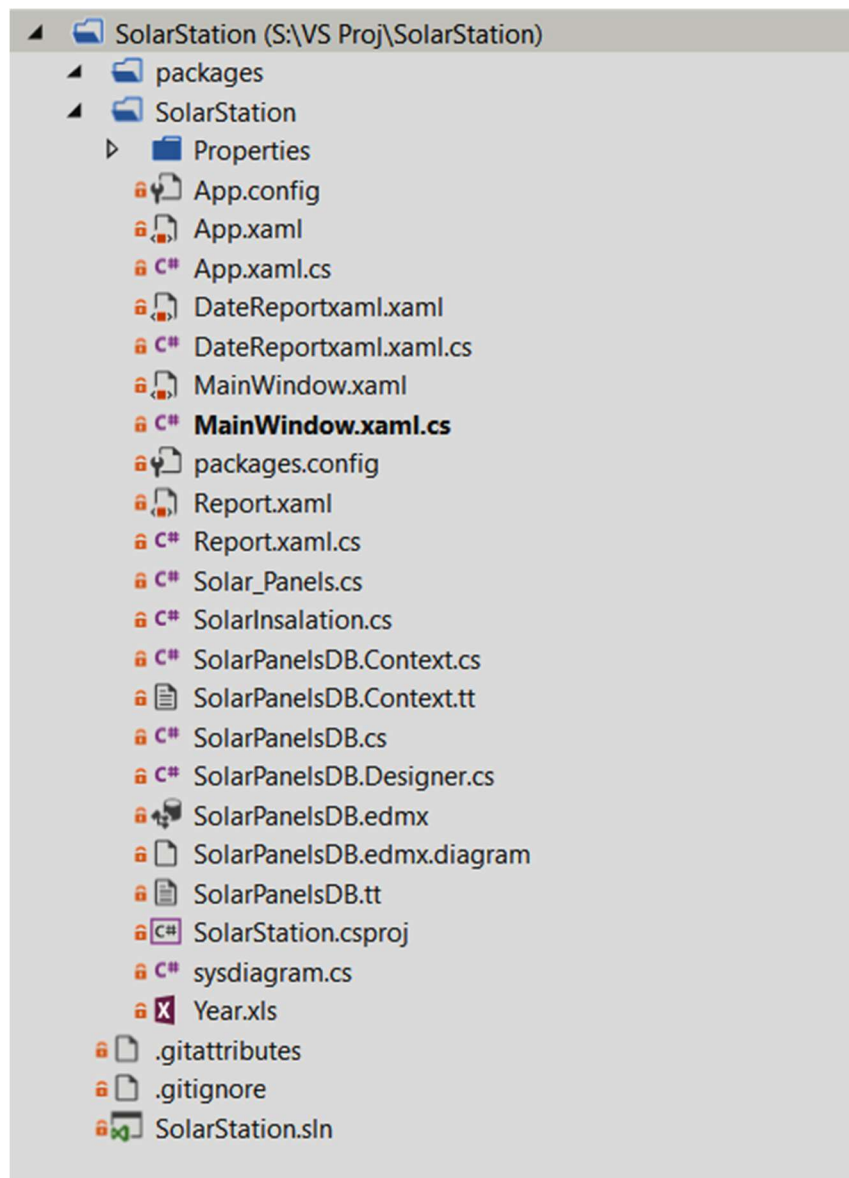 SolarStation (S:\VS Proj\SolarStation)
packages
SolarStation
Properties
App.config
App.xaml
C# App.xaml.cs
DateReportxaml.xaml
C# DateReportxaml.xaml.cs
MainWindow.xaml
C# MainWindow.xaml.cs
packages.config
Report.xaml
C# Report.xaml.cs
C# Solar_Panels.cs
C# SolarInsalation.cs
C# SolarPanelsDB.Context.cs
SolarPanelsDB.Context.tt
C# SolarPanelsDB.cs
C# SolarPanelsDB.Designer.cs
SolarPanelsDB.edmx
SolarPanelsDB.edmx.diagram
SolarPanelsDB.tt
C# SolarStation.csproj
C# sysdiagram.cs
X Year.xls
.gitattributes
.gitignore
SolarStation.sln